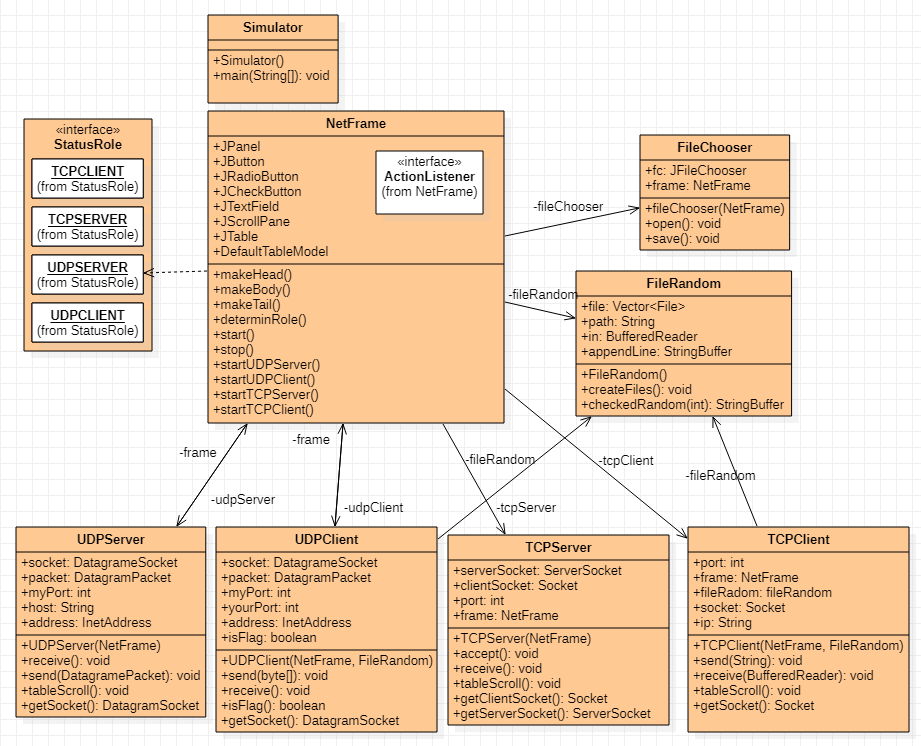 Simulator
+Simulator()
+main(String[]): void
«interface»
StatusRole
TCPCLIENT
(from StatusRole)
TCPSERVER
(from StatusRole)
UDPSERVER
(from StatusRole)
UDPCLIENT
(from StatusRole)
NetFrame
+JPanel
+JButton
+JRadioButton
+JCheckButton
+JTextField
+JScrollPane
+JTable
+DefaultTableModel
«interface»
ActionListener
(from NetFrame)
+makeHead()
+makeBody()
+makeTail()
+determinRole()
+start()
+stop()
+startUDPServer()
+startUDPClient()
+startTCPServer()
+startTCPClient()
-fileChooser
FileChooser
+fc: JFileChooser
+frame: NetFrame
+fileChooser(NetFrame)
+open(): void
+save(): void
-fileRandom
FileRandom
+file: Vector<File>
+path: String
+in: BufferedReader
+appendLine: StringBuffer
+FileRandom()
+createFiles(): void
+checkedRandom(int): StringBuffer
-frame
-udpServer
-frame
-udpClient
-fileRandom
-tcpServer
-tcpClient
-fileRandom
UDPServer
+socket: DatagrameSocket
+packet: DatagramPacket
+myPort: int
+host: String
+address: InetAddress
+UDPServer(NetFrame)
+receive(): void
+send(DatagramePacket): void
+tableScroll(): void
+getSocket(): DatagramSocket
UDPClient
+socket: DatagrameSocket
+packet: DatagramPacket
+myPort: int
+yourPort: int
+address: InetAddress
+isFlag: boolean
+UDPClient(NetFrame, FileRandom)
+send(byte[]): void
+receive(): void
+isFlag(): boolean
+getSocket(): DatagramSocket
TCPServer
+serverSocket: ServerSocket
+clientSocket: Socket
+port: int
+frame: NetFrame
+TCPServer(NetFrame)
+accept(): void
+receive(): void
+tableScroll(): void
+getClientSocket(): Socket
+getServerSocket(): ServerSocket
TCPClient
+port: int
+frame: NetFrame
+fileRadom: fileRandom
+socket: Socket
+ip: String
+TCPClient(NetFrame, FileRandom)
+send(String): void
+receive(BufferedReader): void
+tableScroll(): void
+getSocket(): Socket